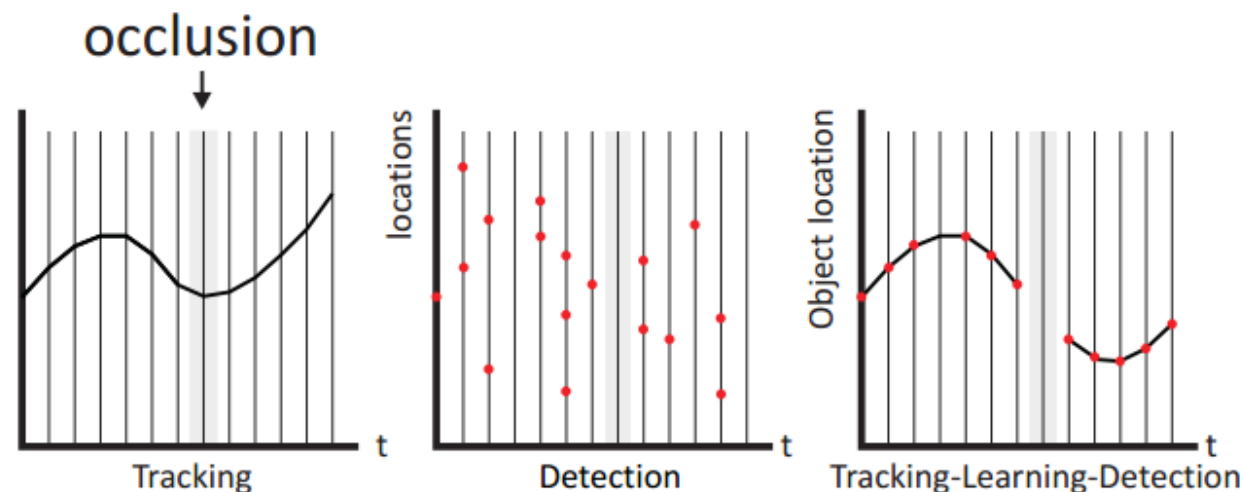 occlusion
locations
Object location
t
t
t
Tracking
Detection
Tracking-Learning-Detection